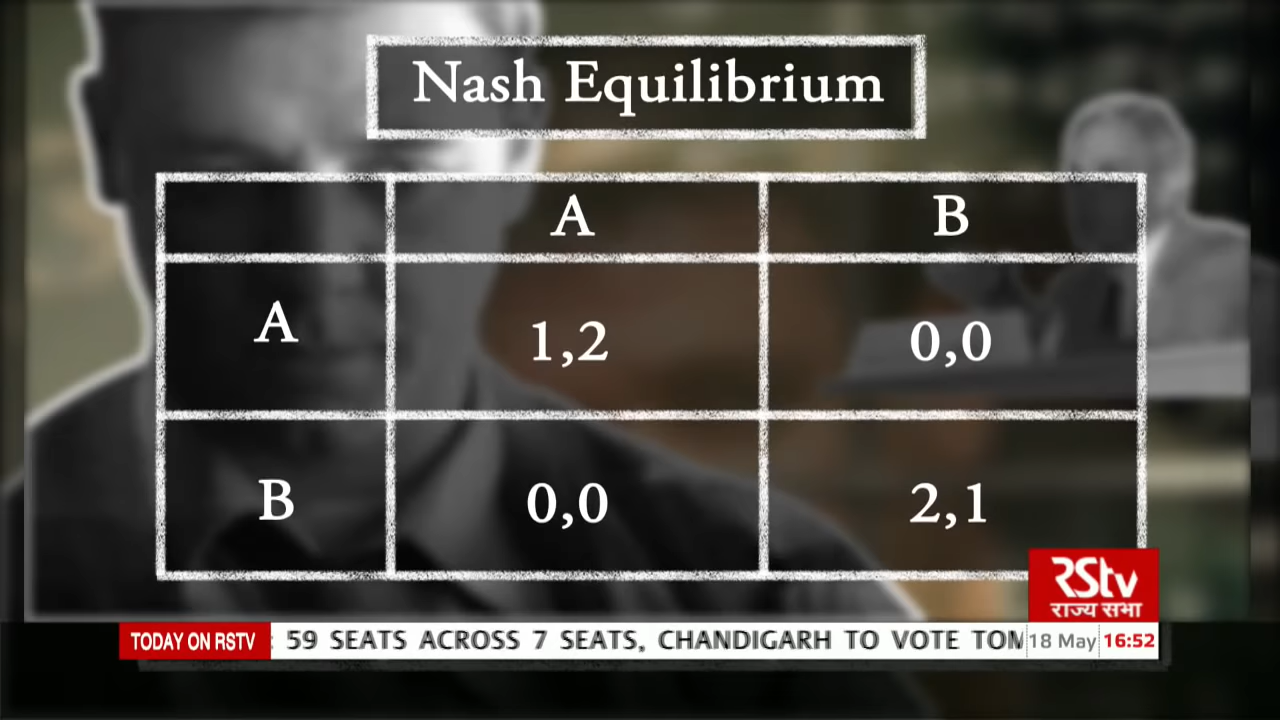 Nash Equilibrium
A B
A 1,2 0,0
B 0,0 2,1
RSTV
राज्य सभा
TODAY ON RSTV : 59 SEATS ACROSS 7 SEATS, CHANDIGARH TO VOTE TOM 18 May 16:52